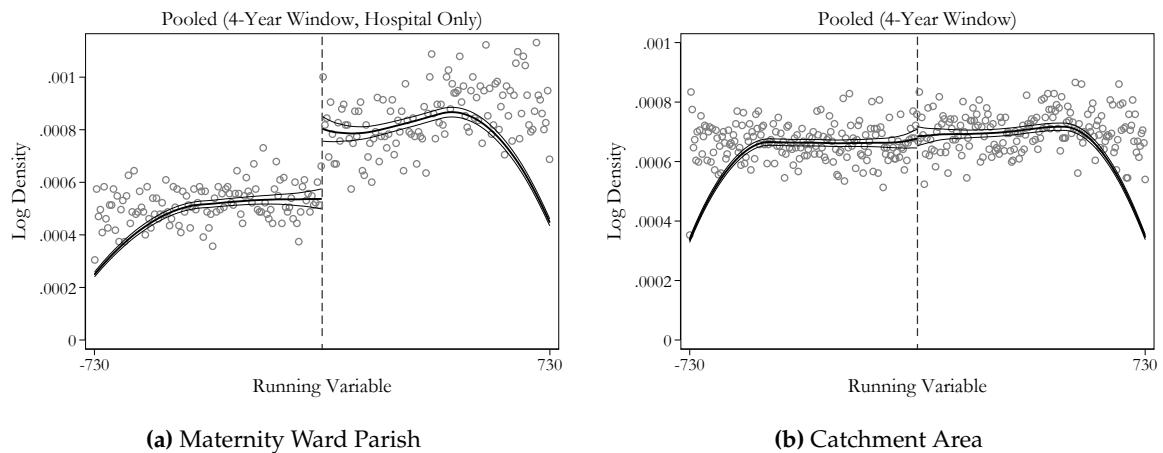 Pooled (4-Year Window, Hospital Only)
.001
.0008
.0006
.0004
.0002
0
Log Density
-730
730
Running Variable
(a) Maternity Ward Parish
Pooled (4-Year Window)
.001
.0008
.0006
.0004
.0002
0
Log Density
-730
730
Running Variable
(b) Catchment Area